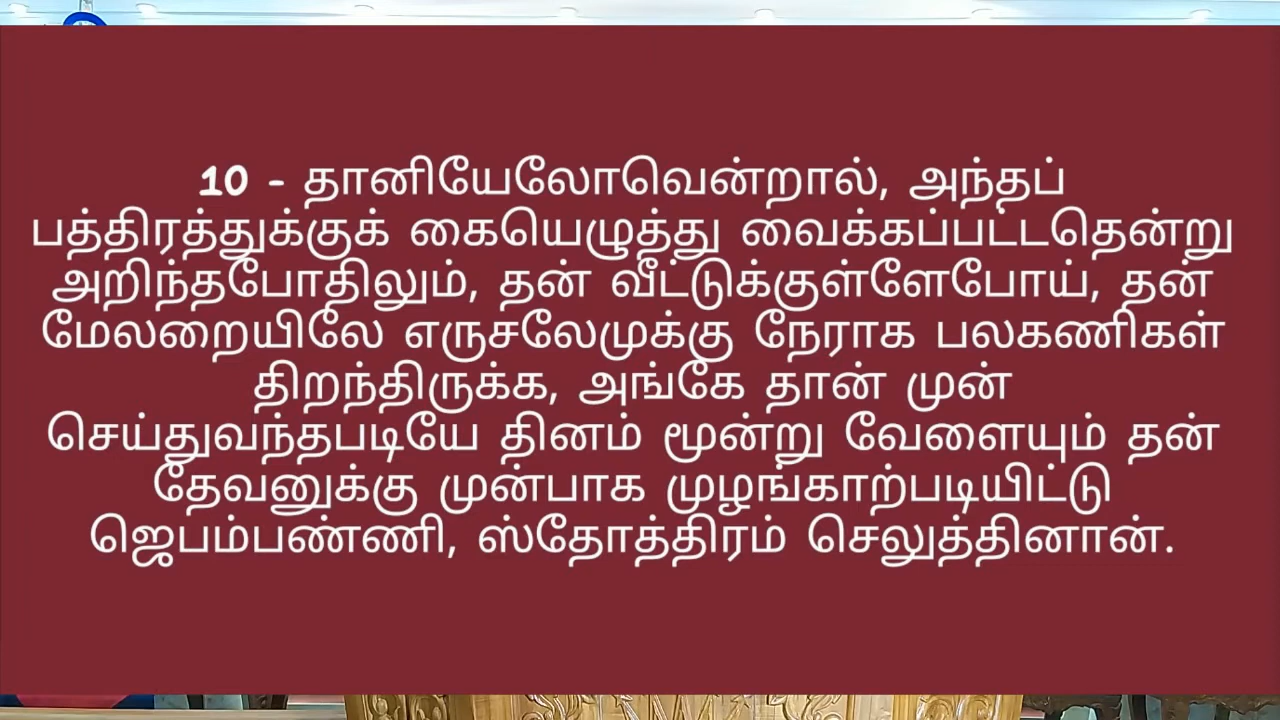 10 - தானியேலோவென்றால், அந்தப்
பத்திரத்துக்குக் கையெழுத்து வைக்கப்பட்டதென்று
அறிந்தபோதிலும், தன் வீட்டுக்குள்ளேபோய், தன்
மேலறையிலே எருசலேமுக்கு நேராக பலகணிகள்
திறந்திருக்க, அங்கே தான் முன்
செய்துவந்தபடியே தினம் மூன்று வேளையும் தன்
தேவனுக்கு முன்பாக முழங்காற்படியிட்டு
ஜெபம்பண்ணி, ஸ்தோத்திரம் செலுத்தினான்.